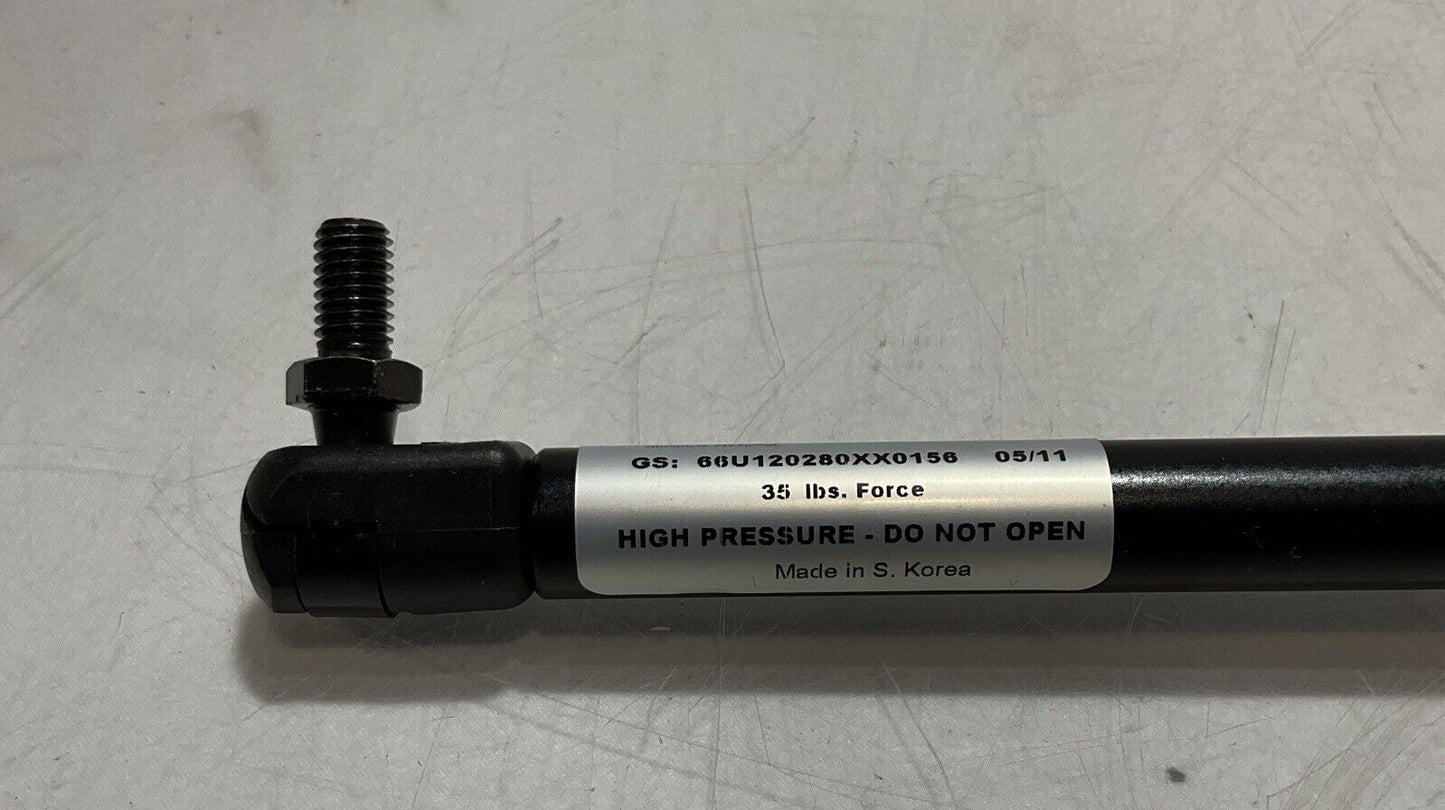 GS: 66U120280XX0156 05/11
35 lbs. Force
HIGH PRESSURE - DO NOT OPEN
Made in S. Korea